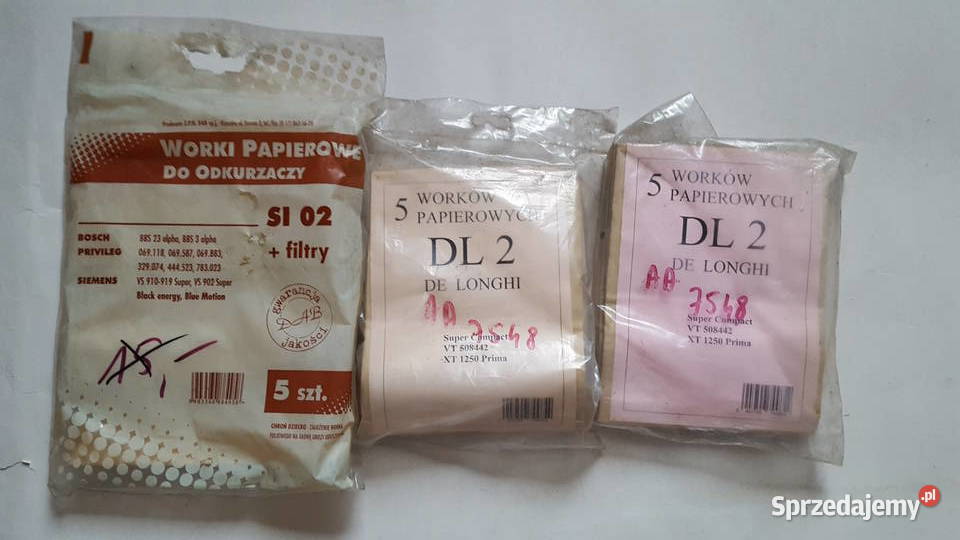 WORKI PAPIEROWE
DO ODKURZACZY
SI 02
+ filtry
BOSCH BBS 23 alpha, BBS 3 alpha
PRIVILEG 069.118, 069.587, 069.883,
329.074, 444.523, 783.023
SIEMENS VS 910-919 Super, VS 902 Super
Black energy, Blue Motion
Gwarancja
DAB
Jakości
5 szt.
5 WORKÓW
PAPIEROWYCH
DL 2
DE LONGHI
AA
7548
Super Compact
VT 508442
XT 1250 Prima
5 WORKÓW
PAPIEROWYCH
DL 2
DE LONGHI
AA
7548
Super Compact
VT 508442
XT 1250 Prima
Sprzedajemy.pl